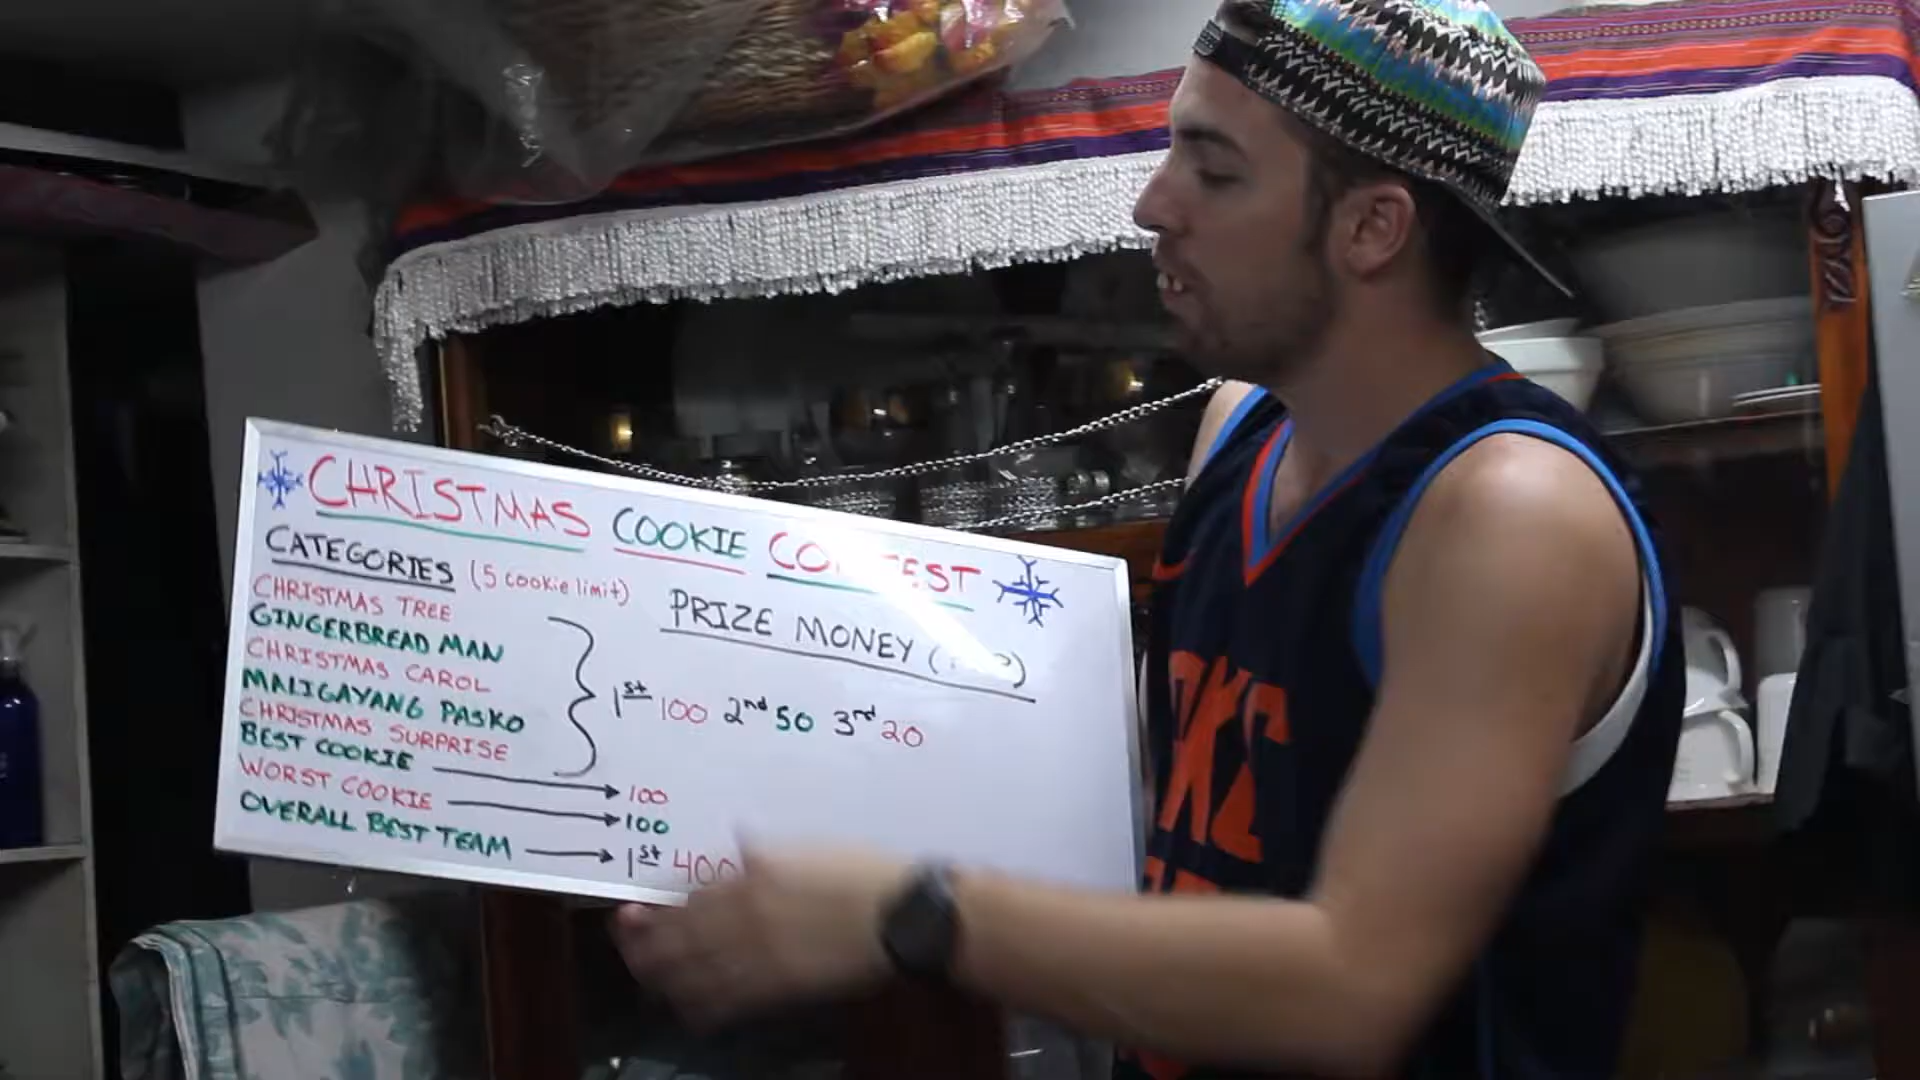 CHRISTMAS COOKIE
CATEGORIES (5 cookie limit)
CHRISTMAS TREE
GINGERBREAD MAN
CHRISTMAS CAROL
MALIGAYANG PASKO
CHRISTMAS SURPRISE
BEST COOKIE
WORST COOKIE
OVERALL BEST TEAM
PRIZE MONEY
1st 100 2nd 50 3rd 20
100
100
1st 400